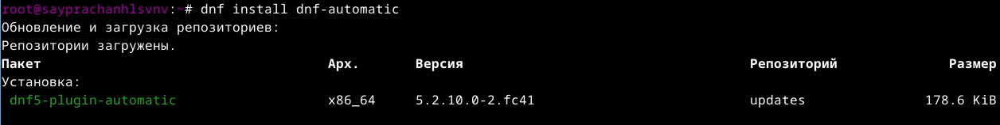 root@sayprachanhlsvnv:~# dnf install dnf-automatic
Обновление и загрузка репозиториев:
Репозитории загружены.
Пакет Арх. Версия Репозиторий Размер
Установка:
dnf5-plugin-automatic x86_64 5.2.10.0-2.fc41 updates 178.6 KiB